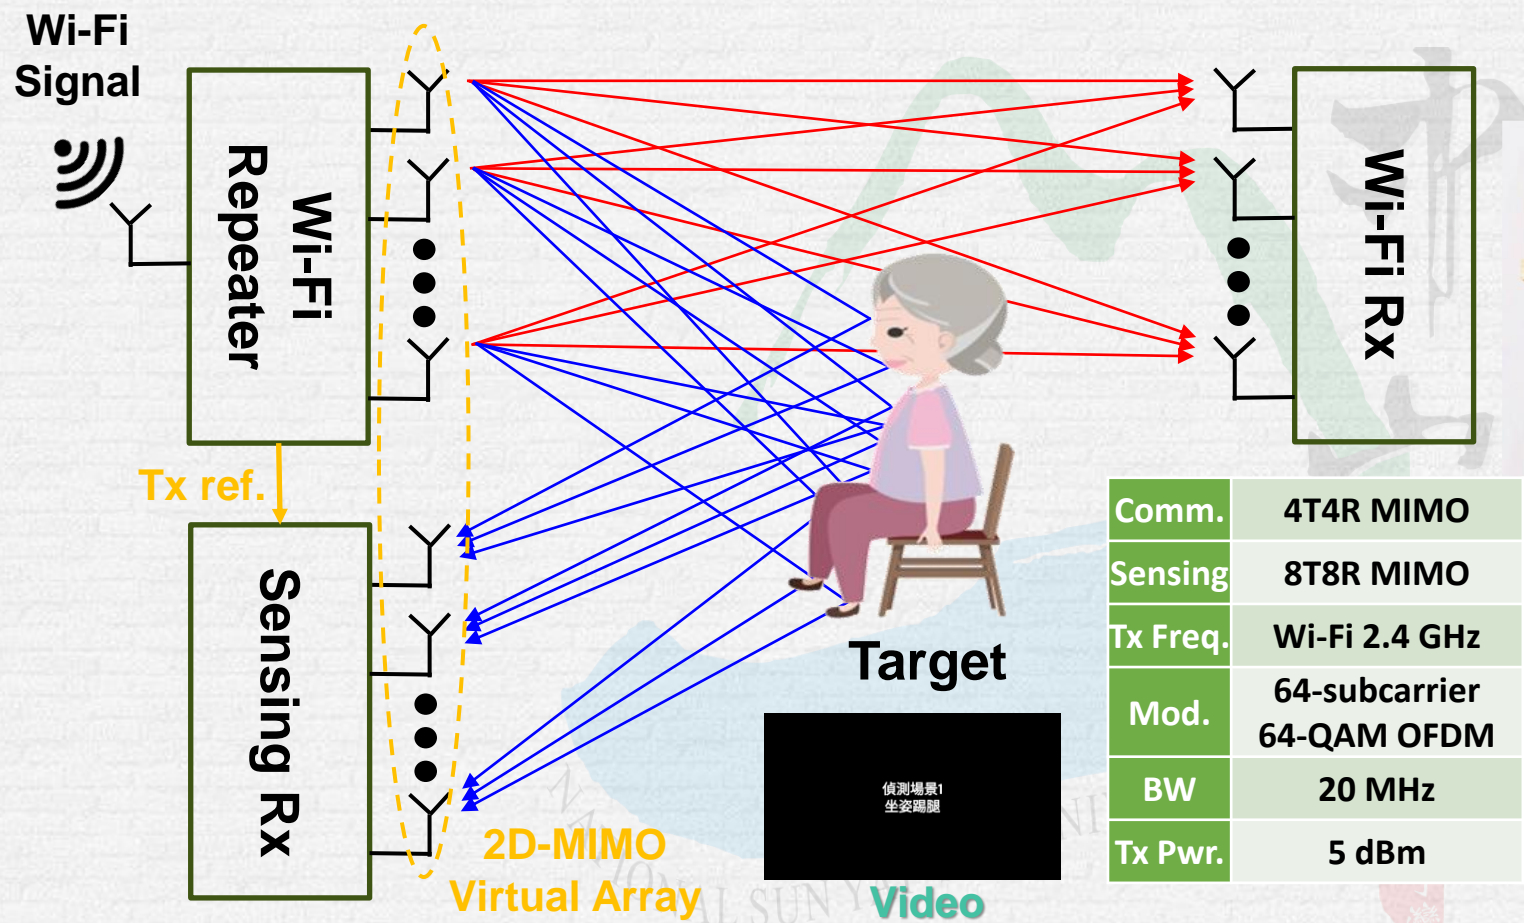 Wi-Fi
Signal
Wi-Fi
Repeater
Wi-Fi Rx
Tx ref.
Sensing Rx
2D-MIMO
Virtual Array
Target
偵測場景1
坐姿踢腿
Video
Comm. 4T4R MIMO
Sensing 8T8R MIMO
Tx Freq. Wi-Fi 2.4 GHz
Mod. 64-subcarrier
64-QAM OFDM
BW 20 MHz
Tx Pwr. 5 dBm